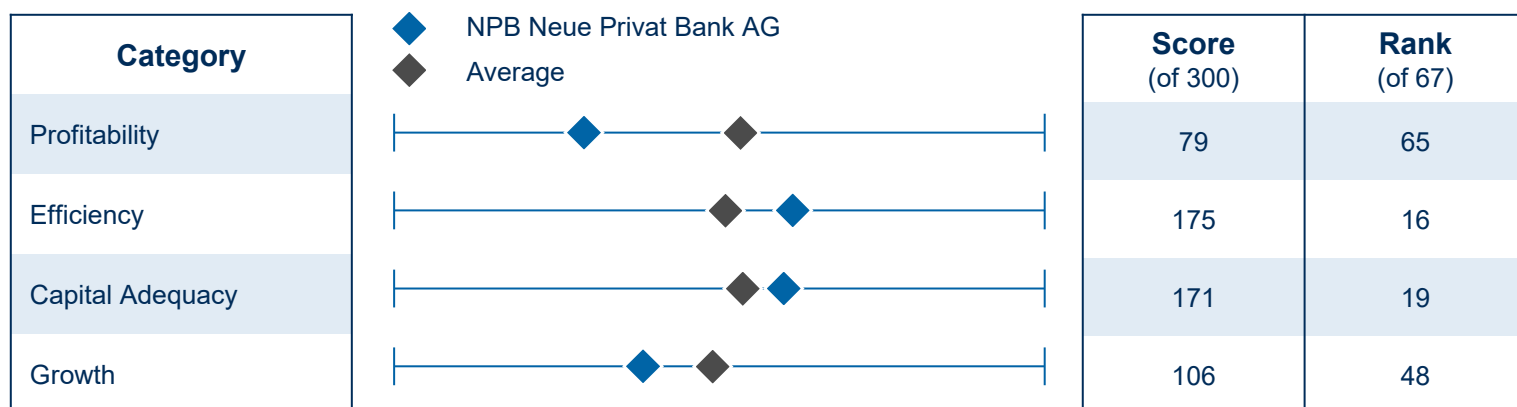 Category
NPB Neue Privat Bank AG
Average
Score
(of 300)
Rank
(of 67)
Profitability
79
65
Efficiency
175
16
Capital Adequacy
171
19
Growth
106
48